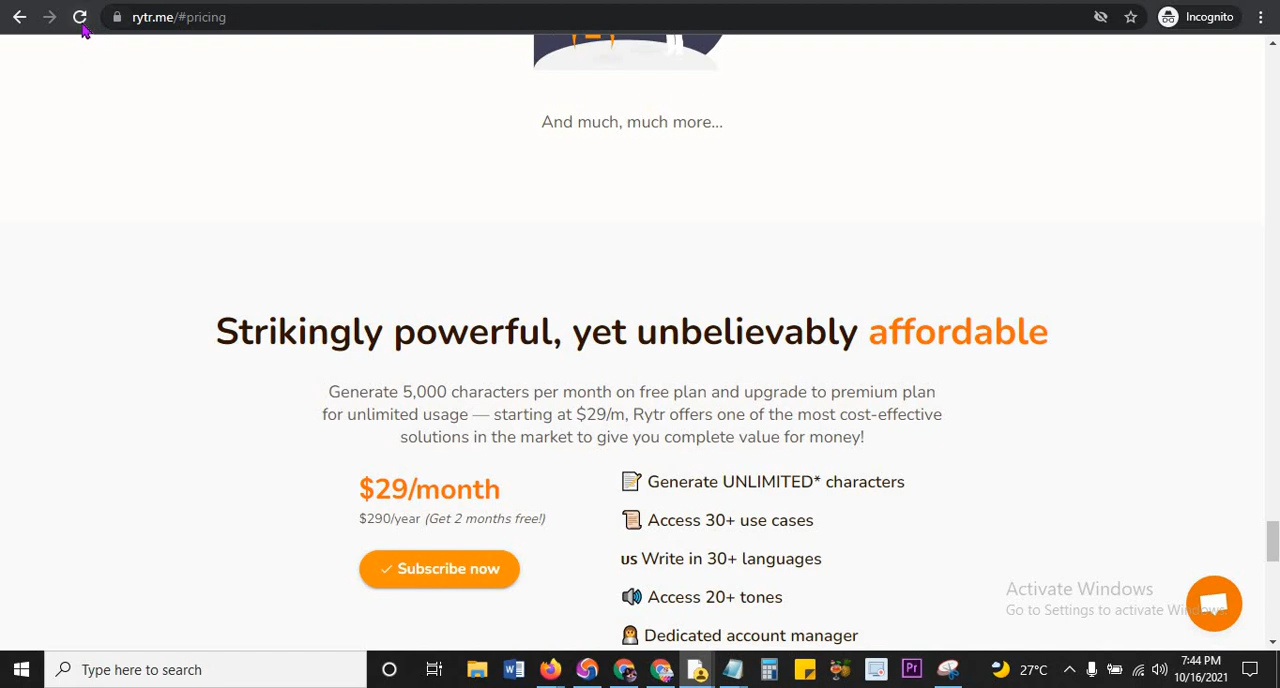 rytr.me/#pricing
Incognito
And much, much more...
Strikingly powerful, yet unbelievably affordable
Generate 5,000 characters per month on free plan and upgrade to premium plan
for unlimited usage — starting at $29/m, Rytr offers one of the most cost-effective
solutions in the market to give you complete value for money!
$29/month
$290/year (Get 2 months free!)
✓ Subscribe now
Generate UNLIMITED* characters
Access 30+ use cases
US Write in 30+ languages
Access 20+ tones
Dedicated account manager
Activate Windows
Go to Settings to activate Windows.
Type here to search
W
Pr
27°C
7:44 PM
10/16/2021